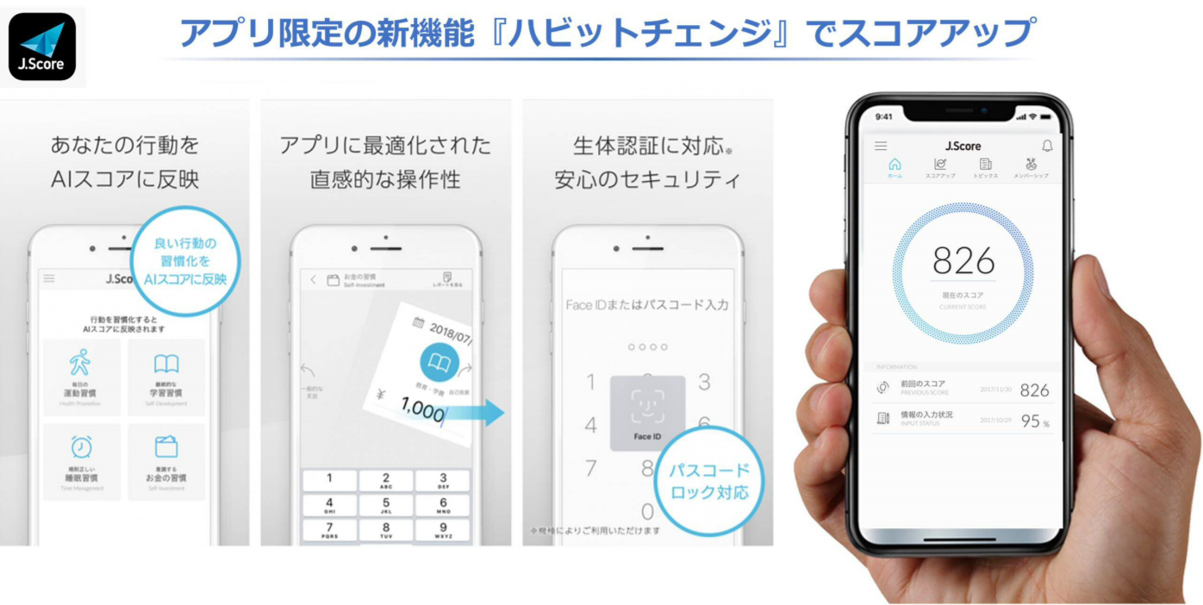 J.Score
アプリ限定の新機能『ハビットチェンジ』でスコアアップ
あなたの行動を
AIスコアに反映
良い行動の
習慣化を
AIスコアに反映
J.Sco
行動を習慣化すると
AIスコアに反映されます
毎日の
運動習慣
Health Promotion
継続的な
学習習慣
Self Development
規則正しい
睡眠習慣
Time Management
意識する
お金の習慣
Self Investment
アプリに最適化された
直感的な操作性
お金の習慣
Self-Investment
レポートを見る
2018/07/
一般的な
支出
教育・学費
自己投資
1,000
1
2 ABC
3 DEF
4 GHI
5 JKL
6 MNO
7 PQRS
8 TUV
9 WXYZ
生体認証に対応※
安心のセキュリティ
Face IDまたはパスコード入力
1
3
4
Face ID
6
7
8
0
パスコード
ロック対応
※機種によりご利用いただけます
9:41
J.Score
ホーム
スコアアップ
トピックス
メンバーシップ
826
現在のスコア
CURRENT SCORE
INFORMATION
前回のスコア
PREVIOUS SCORE
2017/11/30
826
情報の入力状況
INPUT STATUS
2017/10/29
95 %